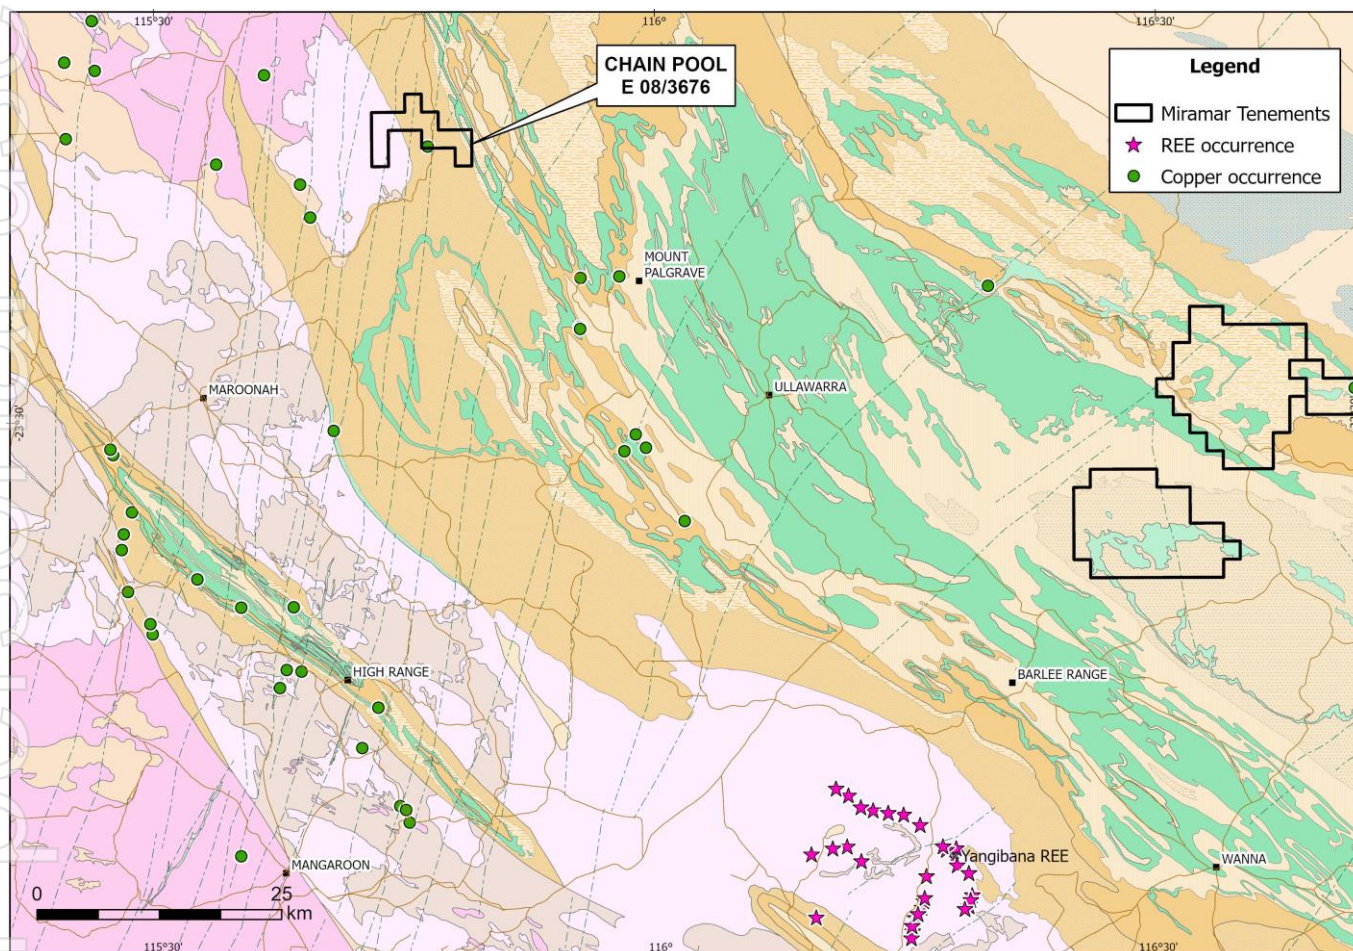 115°30'
116°
116°30'
CHAIN POOL
E 08/3676
Legend
Miramar Tenements
REE occurrence
Copper occurrence
MOUNT
PALGRAVE
ULLAWARRA
MAROONAH
-23°30'
HIGH RANGE
BARLEE RANGE
Yangibana REE
WANNA
MANGAROON
0
25
km
115°30'
116°
116°30'